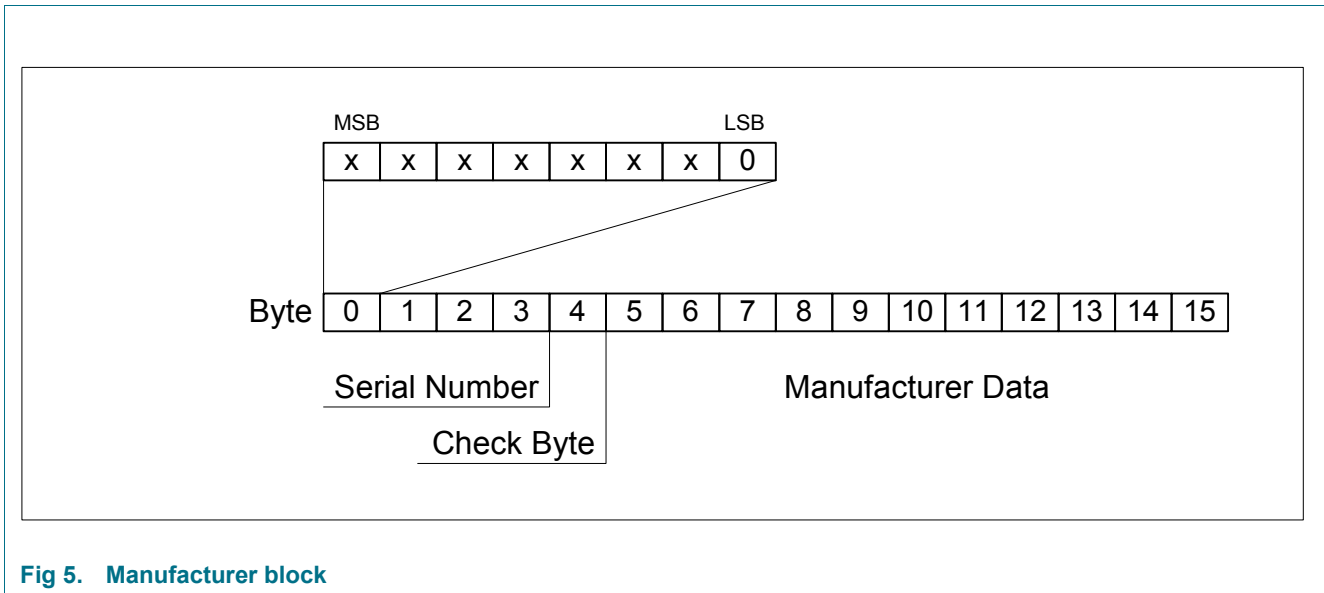 MSB LSB
x x x x x x x 0
Byte 0 1 2 3 4 5 6 7 8 9 10 11 12 13 14 15
Serial Number Manufacturer Data
Check Byte
Fig 5. Manufacturer block